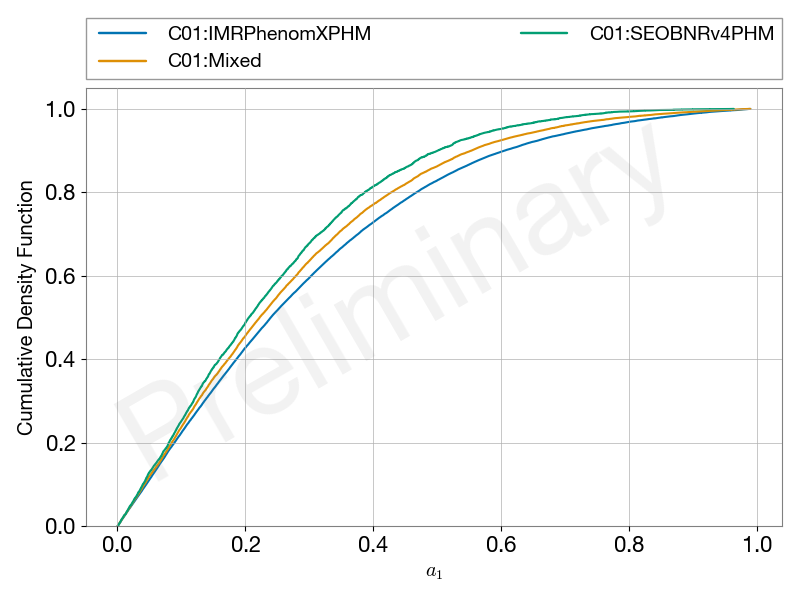 C01:IMRPhenomXPHM
C01:Mixed
C01:SEOBNRv4PHM
Cumulative Density Function
1.0
0.8
0.6
0.4
0.2
0.0
Preliminary
0.0 0.2 0.4 0.6 0.8 1.0
a₁